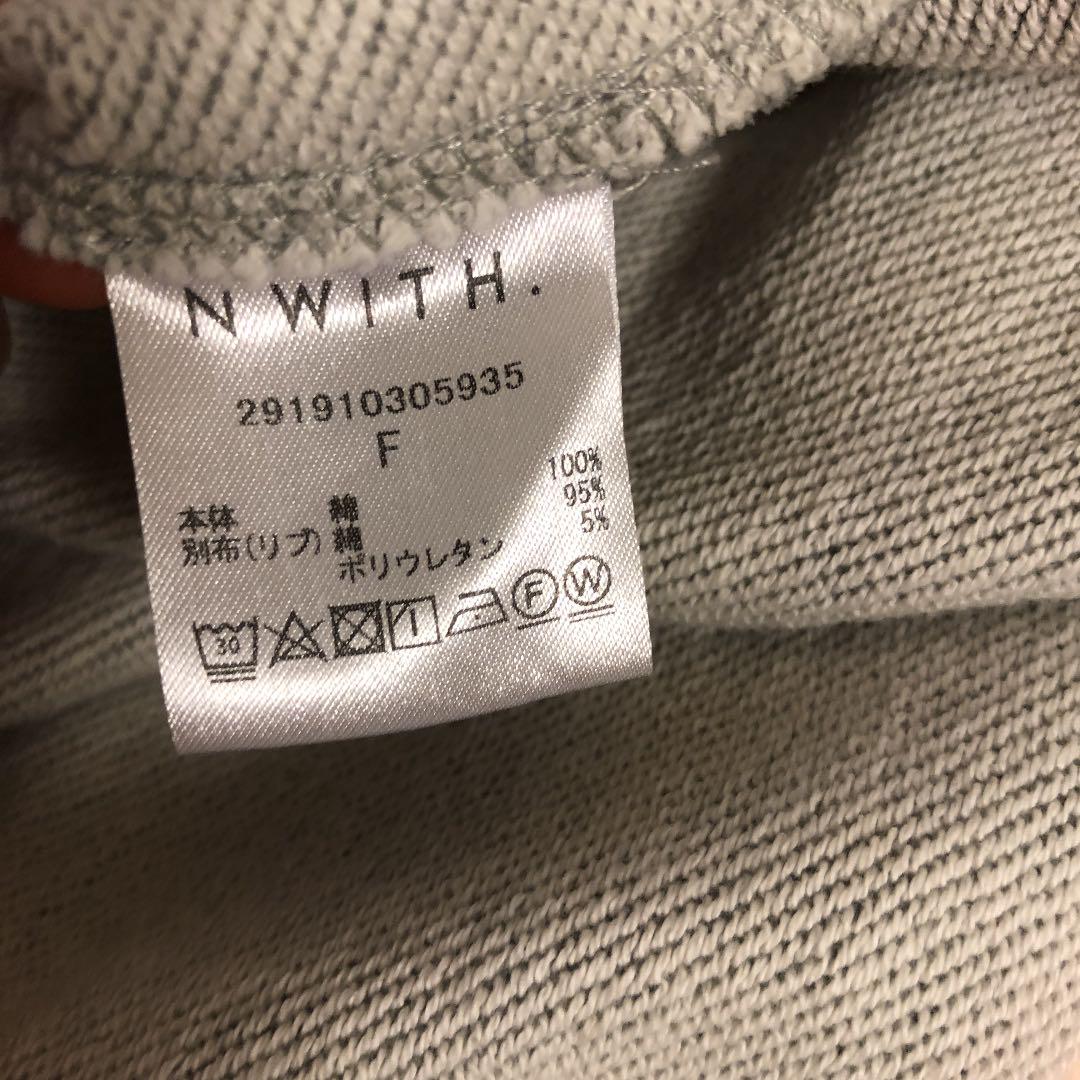 N WITH.
291910305935
F
本体 綿 100%
別布(リブ) 綿 95%
ポリウレタン 5%
30 F W